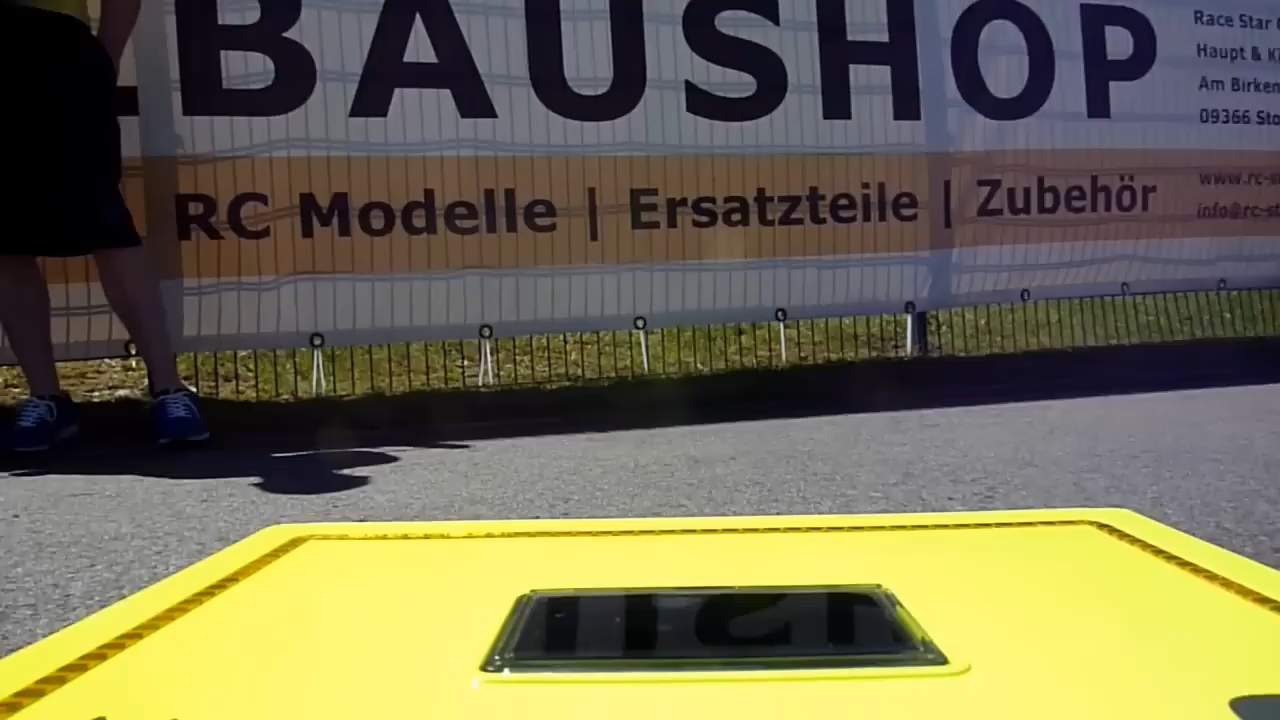 BAUSHOP
RC Modelle | Ersatzteile | Zubehör
Race Star
Haupt &
Am Birken
09366 Sto
www.rc-s
info@rc-s